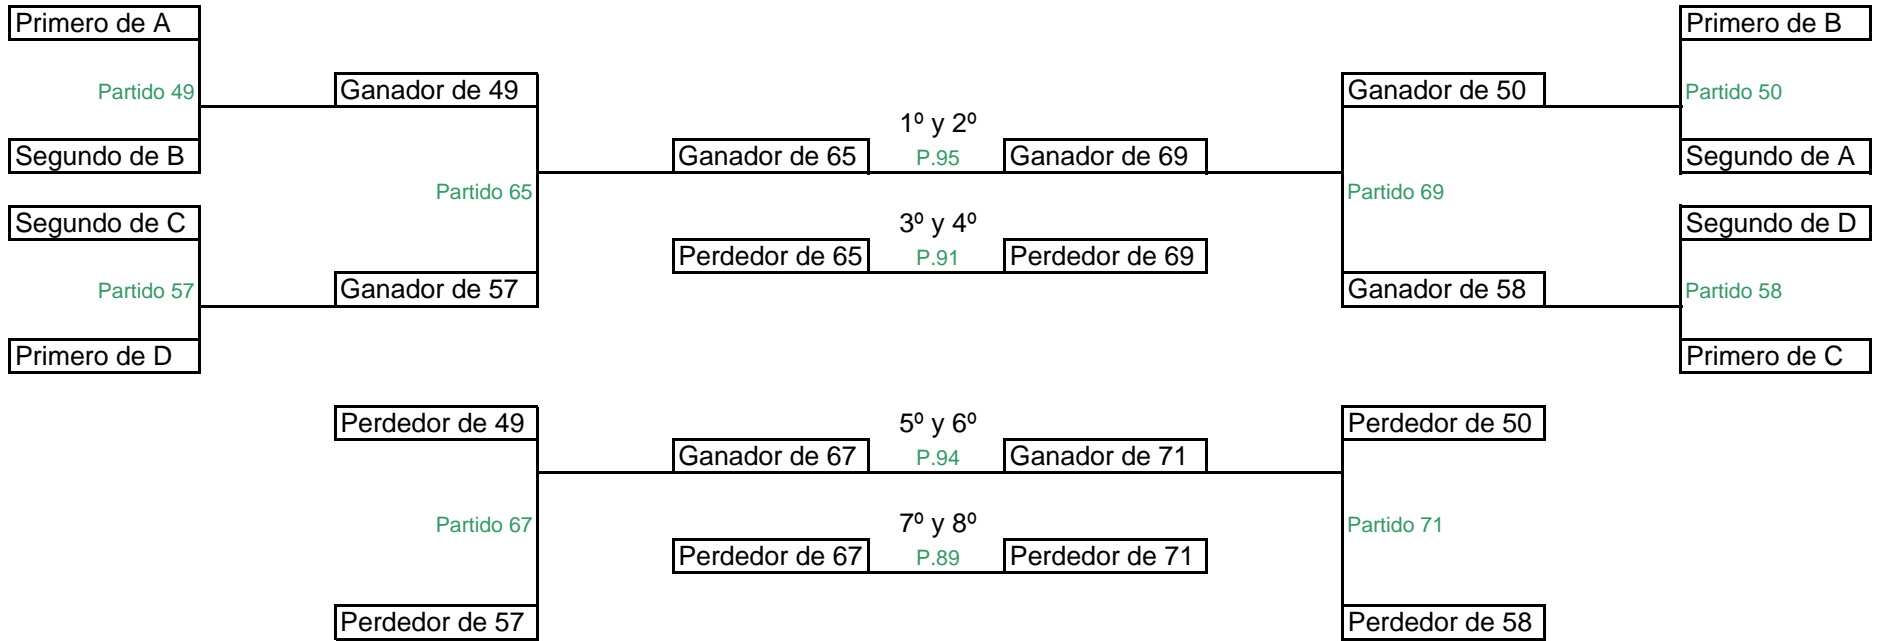 Primero de A
Primero de B
Partido 49
Ganador de 49
Ganador de 50
Partido 50
1º y 2º
Segundo de B
Ganador de 65
P.95
Ganador de 69
Segundo de A
Partido 65
Partido 69
Segundo de C
3º y 4º
Segundo de D
Perdedor de 65
P.91
Perdedor de 69
Partido 57
Ganador de 57
Ganador de 58
Partido 58
Primero de D
Primero de C
Perdedor de 49
5º y 6º
Perdedor de 50
Ganador de 67
P.94
Ganador de 71
Partido 67
7º y 8º
Partido 71
Perdedor de 67
P.89
Perdedor de 71
Perdedor de 57
Perdedor de 58